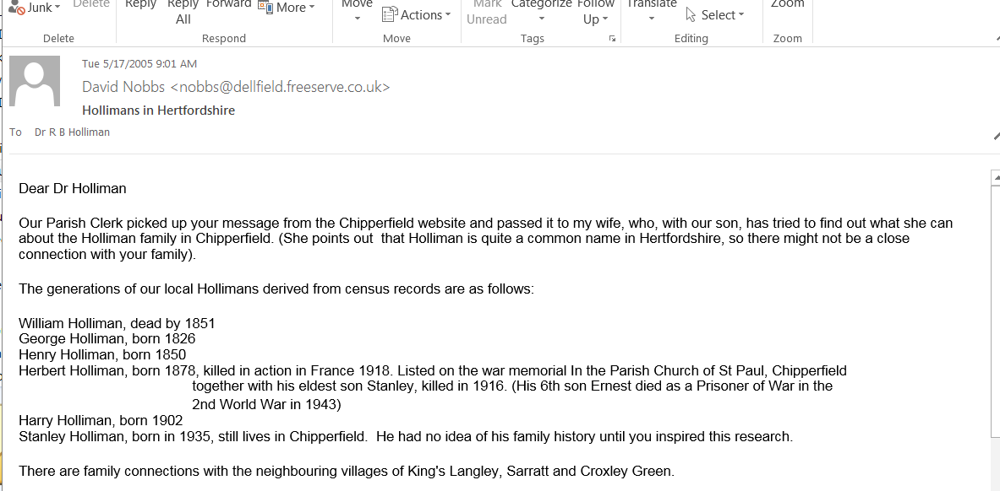 Junk Delete Reply Reply All Forward More Move Actions Mark Unread Categorize Follow Up Translate Select Zoom
Delete Respond Move Tags Editing Zoom
Tue 5/17/2005 9:01 AM
David Nobbs <nobbs@dellfield.freeserve.co.uk>
Hollimans in Hertfordshire
To Dr R B Holliman
Dear Dr Holliman
Our Parish Clerk picked up your message from the Chipperfield website and passed it to my wife, who, with our son, has tried to find out what she can
about the Holliman family in Chipperfield. (She points out  that Holliman is quite a common name in Hertfordshire, so there might not be a close
connection with your family).
The generations of our local Hollimans derived from census records are as follows:
William Holliman, dead by 1851
George Holliman, born 1826
Henry Holliman, born 1850
Herbert Holliman, born 1878, killed in action in France 1918. Listed on the war memorial In the Parish Church of St Paul, Chipperfield
together with his eldest son Stanley, killed in 1916. (His 6th son Ernest died as a Prisoner of War in the
2nd World War in 1943)
Harry Holliman, born 1902
Stanley Holliman, born in 1935, still lives in Chipperfield.  He had no idea of his family history until you inspired this research.
There are family connections with the neighbouring villages of King's Langley, Sarratt and Croxley Green.